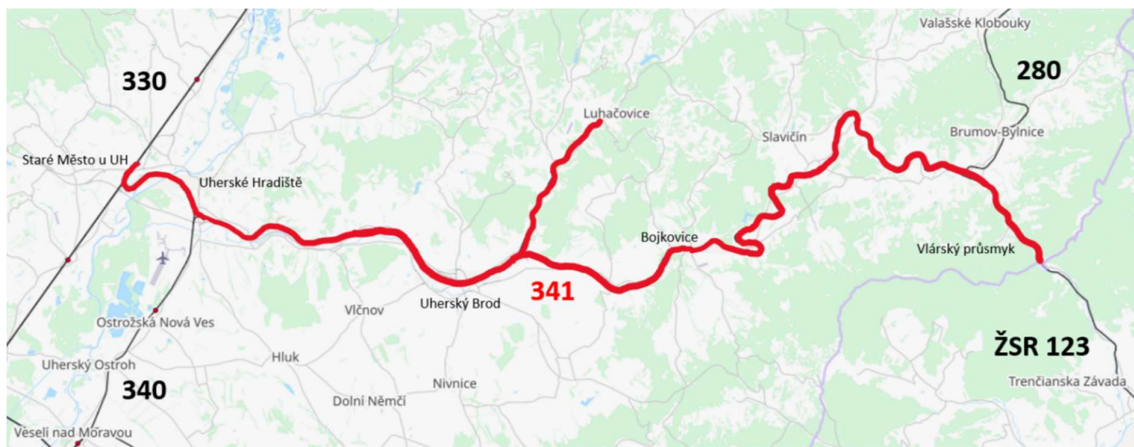 Valašské Klobouky
330
280
Luhačovice
Slavičín
Brumov-Bylnice
Staré Město u UH
Uherské Hradiště
Bojkovice
Vlárský průsmyk
341
Uherský Brod
Vlčnov
Ostrožská Nová Ves
ŽSR 123
Hluk
Uherský Ostroh
340
Nivnice
Trenčianska Závada
Dolní Němčí
Veselí nad Moravou